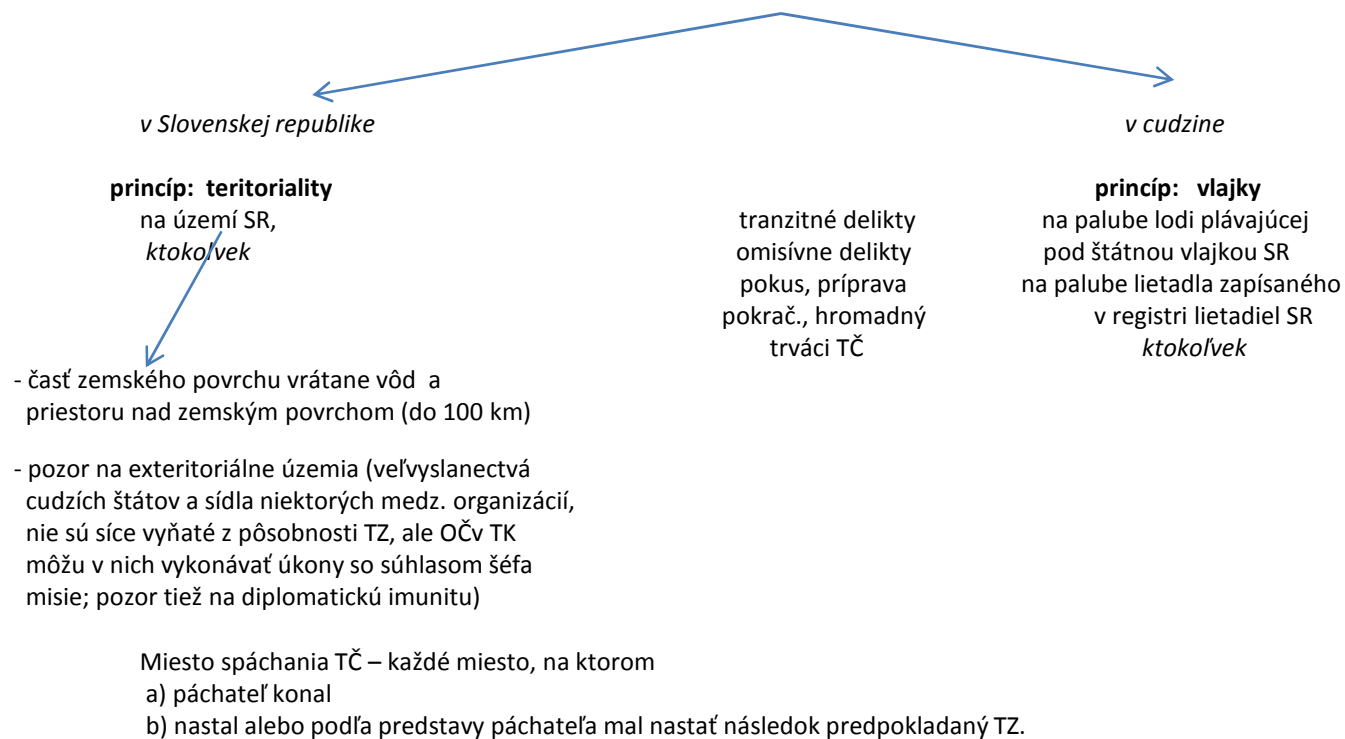 v Slovenskej republike
v cudzine
princíp: teritoriality
na území SR,
ktokoľvek
tranzitné delikty
omisívne delikty
pokus, príprava
pokrač., hromadný
trváci TČ
princíp: vlajky
na palube lodi plávajúcej
pod štátnou vlajkou SR
na palube lietadla zapísaného
v registri lietadiel SR
ktokoľvek
- časť zemského povrchu vrátane vôd a
priestoru nad zemským povrchom (do 100 km)
- pozor na exteritoriálne územia (veľvyslanectvá
cudzích štátov a sídla niektorých medz. organizácií,
nie sú síce vyňaté z pôsobnosti TZ, ale OČv TK
môžu v nich vykonávať úkony so súhlasom šéfa
misie; pozor tiež na diplomatickú imunitu)
Miesto spáchania TČ – každé miesto, na ktorom
a) páchateľ konal
b) nastal alebo podľa predstavy páchateľa mal nastať následok predpokladaný TZ.